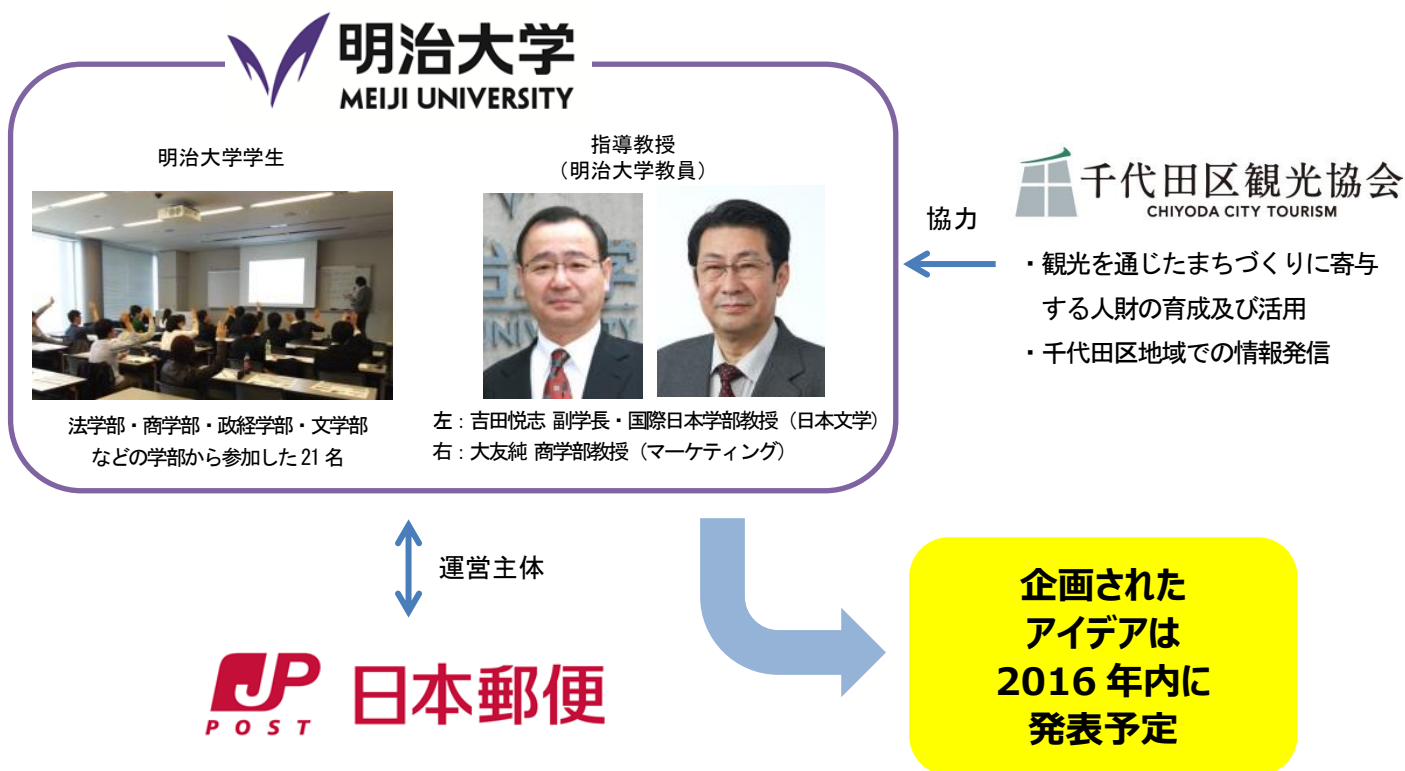 明治大学
MEIJI UNIVERSITY
明治大学学生
指導教授
（明治大学教員）
法学部・商学部・政経学部・文学部
などの学部から参加した 21 名
左：吉田悦志 副学長・国際日本学部教授（日本文学）
右：大友純 商学部教授（マーケティング）
協力
千代田区観光協会
CHIYODA CITY TOURISM
・観光を通じたまちづくりに寄与
する人財の育成及び活用
・千代田区地域での情報発信
運営主体
JP
POST
日本郵便
企画された
アイデアは
2016 年内に
発表予定